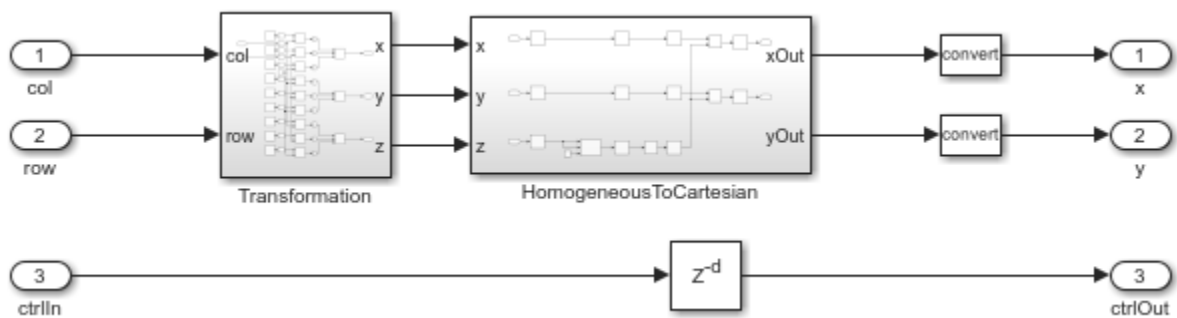 1
col
2
row
col
row
x
y
z
Transformation
x
y
z
xOut
yOut
HomogeneousToCartesian
convert
convert
1
x
2
y
3
ctrlIn
z-d
3
ctrlOut